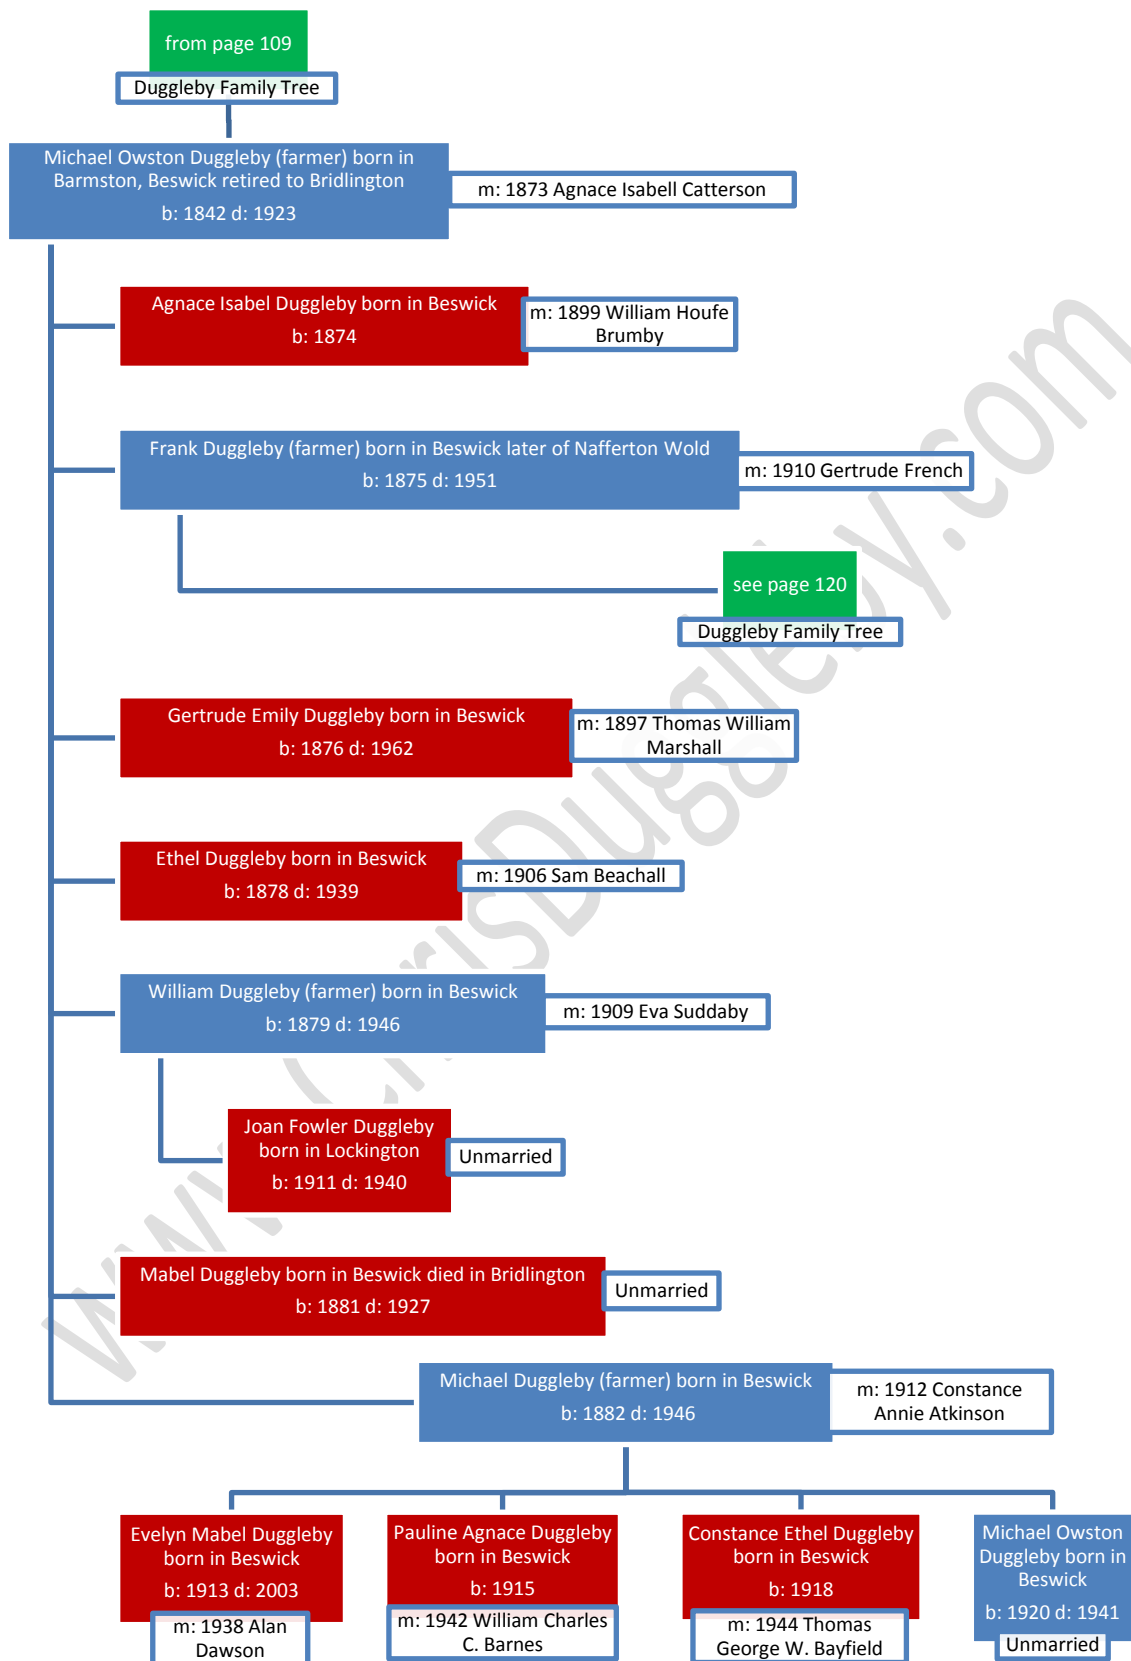 from page 109
Duggleby Family Tree
Michael Owston Duggleby (farmer) born in
Barmston, Beswick retired to Bridlington
b: 1842 d: 1923
m: 1873 Agnace Isabell Catterson
Agnace Isabel Duggleby born in Beswick
b: 1874
m: 1899 William Houfe
Brumby
Frank Duggleby (farmer) born in Beswick later of Nafferton Wold
b: 1875 d: 1951
m: 1910 Gertrude French
see page 120
Duggleby Family Tree
Gertrude Emily Duggleby born in Beswick
b: 1876 d: 1962
m: 1897 Thomas William
Marshall
Ethel Duggleby born in Beswick
b: 1878 d: 1939
m: 1906 Sam Beachall
William Duggleby (farmer) born in Beswick
b: 1879 d: 1946
m: 1909 Eva Suddaby
Joan Fowler Duggleby
born in Lockington
b: 1911 d: 1940
Unmarried
Mabel Duggleby born in Beswick died in Bridlington
b: 1881 d: 1927
Unmarried
Michael Duggleby (farmer) born in Beswick
b: 1882 d: 1946
m: 1912 Constance
Annie Atkinson
Evelyn Mabel Duggleby
born in Beswick
b: 1913 d: 2003
m: 1938 Alan
Dawson
Pauline Agnace Duggleby
born in Beswick
b: 1915
m: 1942 William Charles
C. Barnes
Constance Ethel Duggleby
born in Beswick
b: 1918
m: 1944 Thomas
George W. Bayfield
Michael Owston
Duggleby born in
Beswick
b: 1920 d: 1941
Unmarried
www.ChrisDuggleby.com